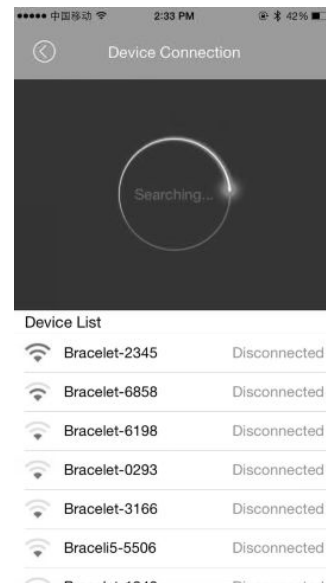 中国移动 2:33 PM 42%
Device Connection
Searching...
Device List
Bracelet-2345 Disconnected
Bracelet-6858 Disconnected
Bracelet-6198 Disconnected
Bracelet-0293 Disconnected
Bracelet-3166 Disconnected
Braceli5-5506 Disconnected